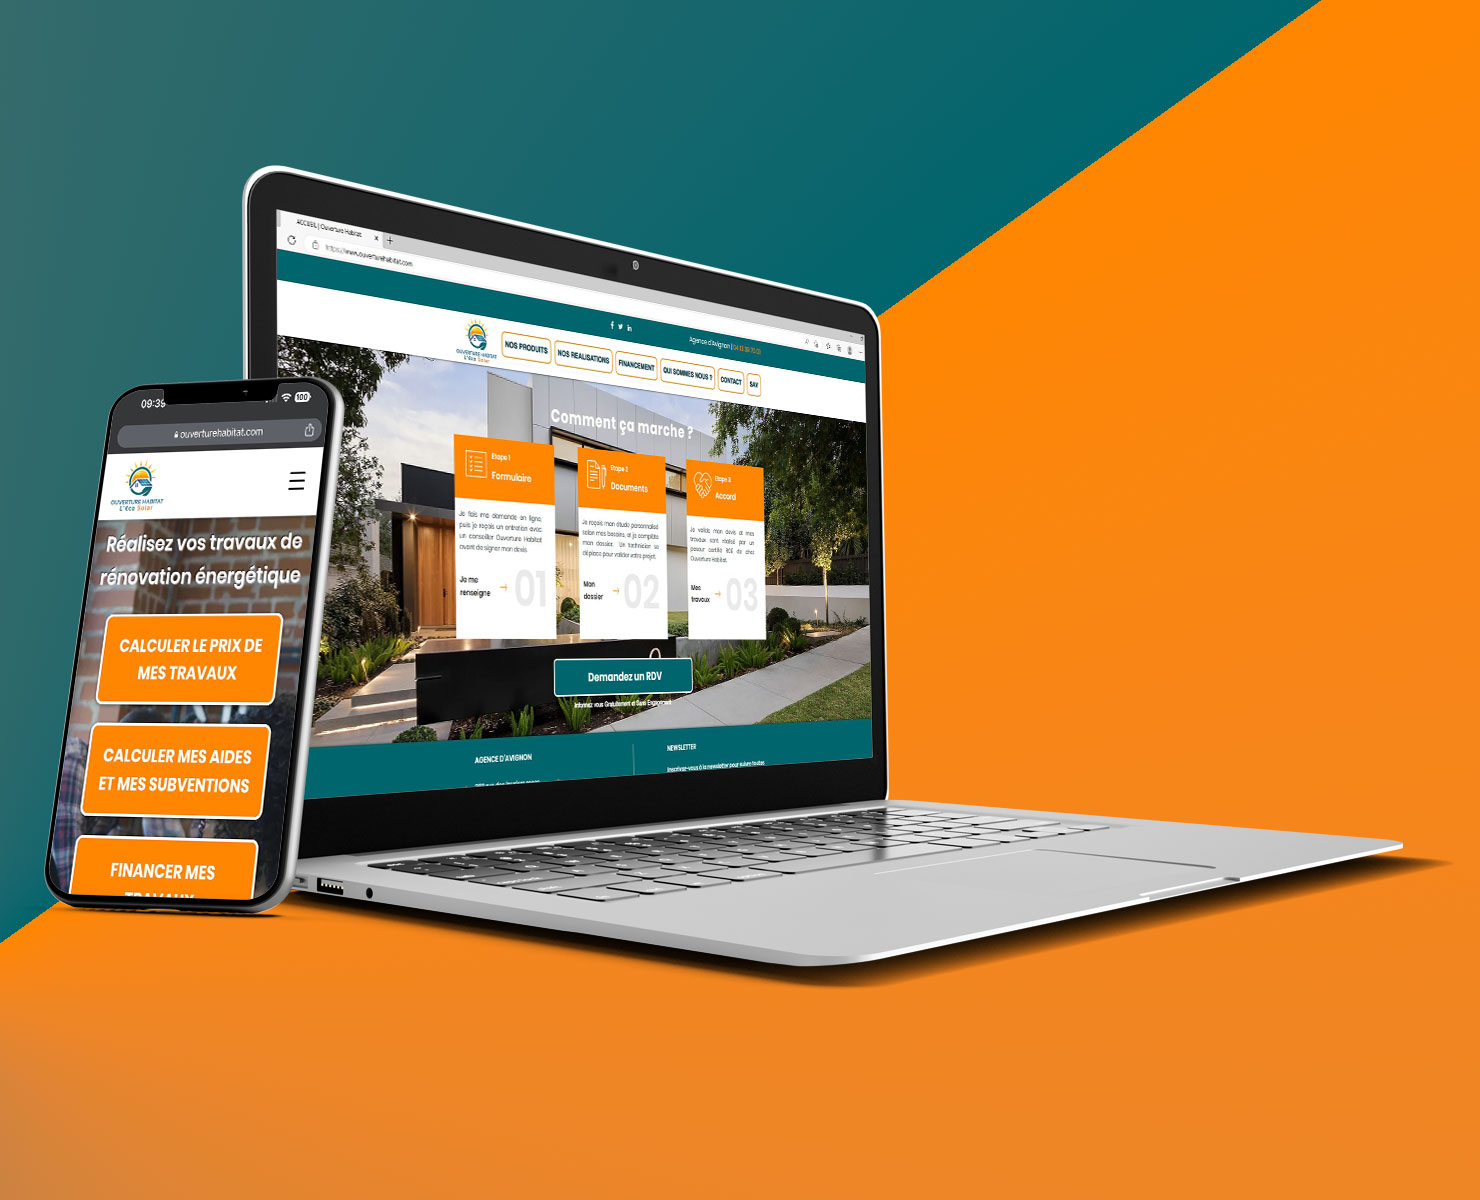 ACCUEIL | Ouverture Habitat
https://www.ouverturehabitat.com
Agence d'Avignon |
OUVERTURE HABITAT
L'éco Solar
NOS PRODUITS
NOS REALISATIONS
FINANCEMENT
QUI SOMMES NOUS ?
CONTACT
SAV
Comment ça marche ?
Etape 1
Formulaire
Je fais ma demande en ligne,
puis je reçois un entretien avec
un conseiller Ouverture Habitat
avant de signer mon devis.
Je me
renseigne
01
Etape 2
Documents
Je reçois mon étude personnalisé
selon mes besoins, et je complète
mon dossier. Un technicien se
déplace pour valider votre projet.
Mon
dossier
02
Etape 3
Accord
Je valide mon devis et mes
travaux sont réalisé par un
poseur certifié RGE de chez
Ouverture Habitat.
Mes
travaux
03
Demandez un RDV
Informez vous Gratuitement et Sans Engagement
AGENCE D'AVIGNON
NEWSLETTER
Inscrivez-vous à la newsletter pour suivre toutes
09:39
100
ouverturehabitat.com
OUVERTURE HABITAT
L'éco Solar
Réalisez vos travaux de
rénovation énergétique
CALCULER LE PRIX DE
MES TRAVAUX
CALCULER MES AIDES
ET MES SUBVENTIONS
FINANCER MES
TRAVAUX